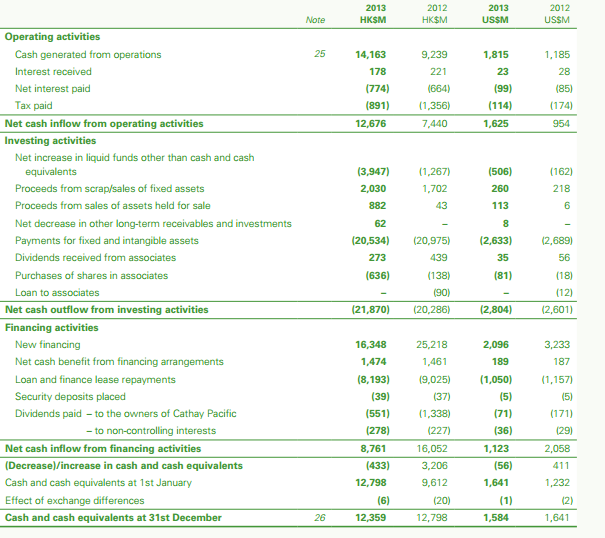 2013 2012 2013 2012
Note HK$M HK$M US$M US$M
Operating activities
Cash generated from operations 25 14,163 9,239 1,815 1,185
Interest received 178 221 23 28
Net interest paid (774) (664) (99) (85)
Tax paid (891) (1,356) (114) (174)
Net cash inflow from operating activities 12,676 7,440 1,625 954
Investing activities
Net increase in liquid funds other than cash and cash
equivalents (3,947) (1,267) (506) (162)
Proceeds from scrap/sales of fixed assets 2,030 1,702 260 218
Proceeds from sales of assets held for sale 882 43 113 6
Net decrease in other long-term receivables and investments 62 – 8 –
Payments for fixed and intangible assets (20,534) (20,975) (2,633) (2,689)
Dividends received from associates 273 439 35 56
Purchases of shares in associates (636) (138) (81) (18)
Loan to associates – (90) – (12)
Net cash outflow from investing activities (21,870) (20,286) (2,804) (2,601)
Financing activities
New financing 16,348 25,218 2,096 3,233
Net cash benefit from financing arrangements 1,474 1,461 189 187
Loan and finance lease repayments (8,193) (9,025) (1,050) (1,157)
Security deposits placed (39) (37) (5) (5)
Dividends paid – to the owners of Cathay Pacific (551) (1,338) (71) (171)
– to non-controlling interests (278) (227) (36) (29)
Net cash inflow from financing activities 8,761 16,052 1,123 2,058
(Decrease)/increase in cash and cash equivalents (433) 3,206 (56) 411
Cash and cash equivalents at 1st January 12,798 9,612 1,641 1,232
Effect of exchange differences (6) (20) (1) (2)
Cash and cash equivalents at 31st December 26 12,359 12,798 1,584 1,641